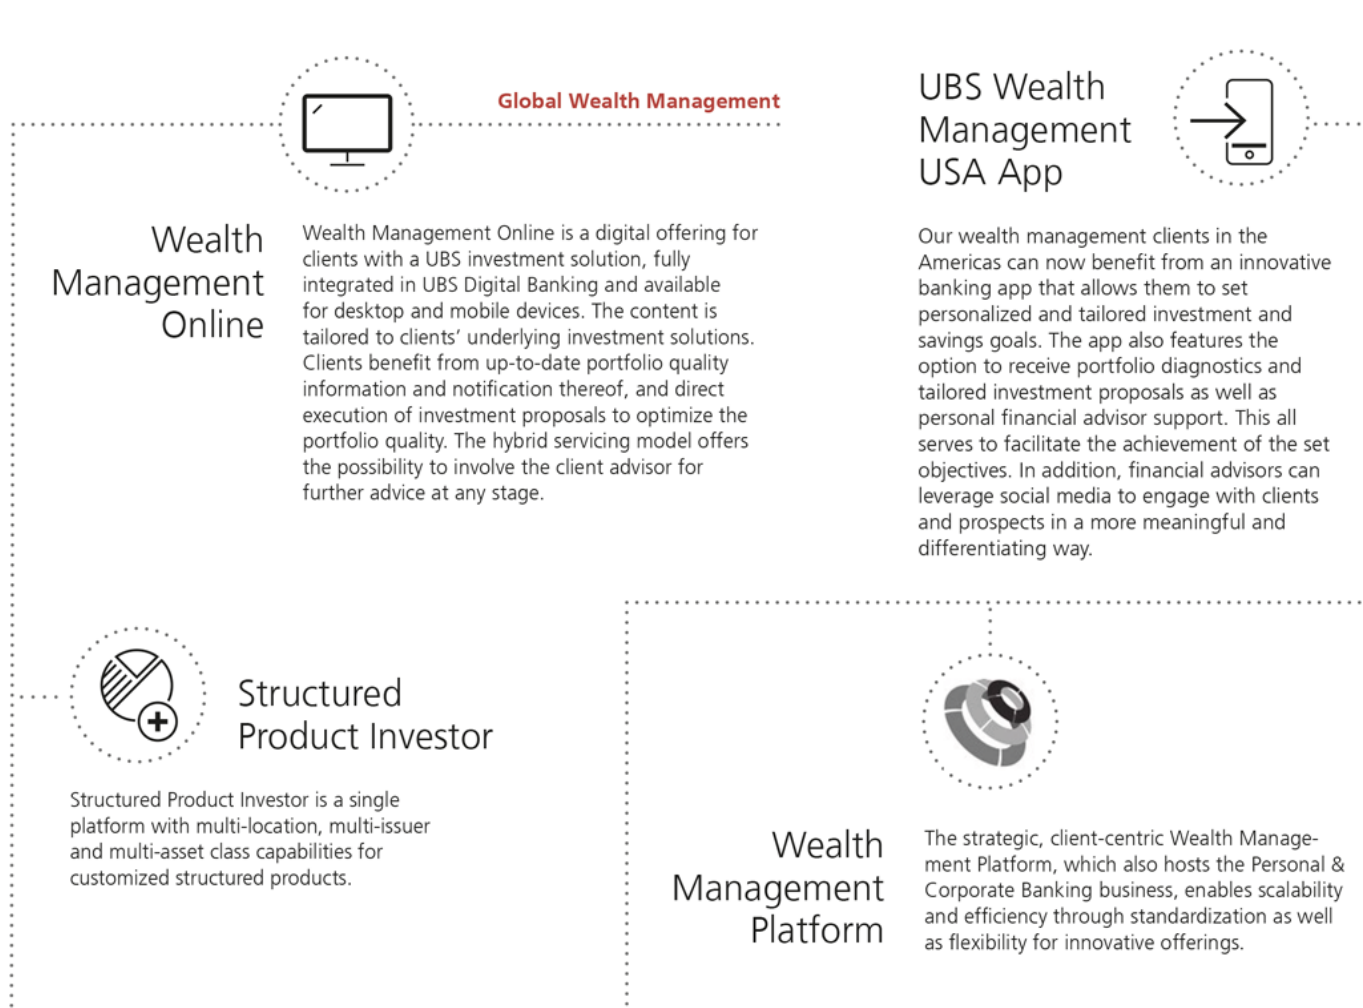 Global Wealth Management
Wealth
Management
Online
Wealth Management Online is a digital offering for
clients with a UBS investment solution, fully
integrated in UBS Digital Banking and available
for desktop and mobile devices. The content is
tailored to clients’ underlying investment solutions.
Clients benefit from up-to-date portfolio quality
information and notification thereof, and direct
execution of investment proposals to optimize the
portfolio quality. The hybrid servicing model offers
the possibility to involve the client advisor for
further advice at any stage.
UBS Wealth
Management
USA App
Our wealth management clients in the
Americas can now benefit from an innovative
banking app that allows them to set
personalized and tailored investment and
savings goals. The app also features the
option to receive portfolio diagnostics and
tailored investment proposals as well as
personal financial advisor support. This all
serves to facilitate the achievement of the set
objectives. In addition, financial advisors can
leverage social media to engage with clients
and prospects in a more meaningful and
differentiating way.
Structured
Product Investor
Structured Product Investor is a single
platform with multi-location, multi-issuer
and multi-asset class capabilities for
customized structured products.
Wealth
Management
Platform
The strategic, client-centric Wealth Manage-
ment Platform, which also hosts the Personal &
Corporate Banking business, enables scalability
and efficiency through standardization as well
as flexibility for innovative offerings.